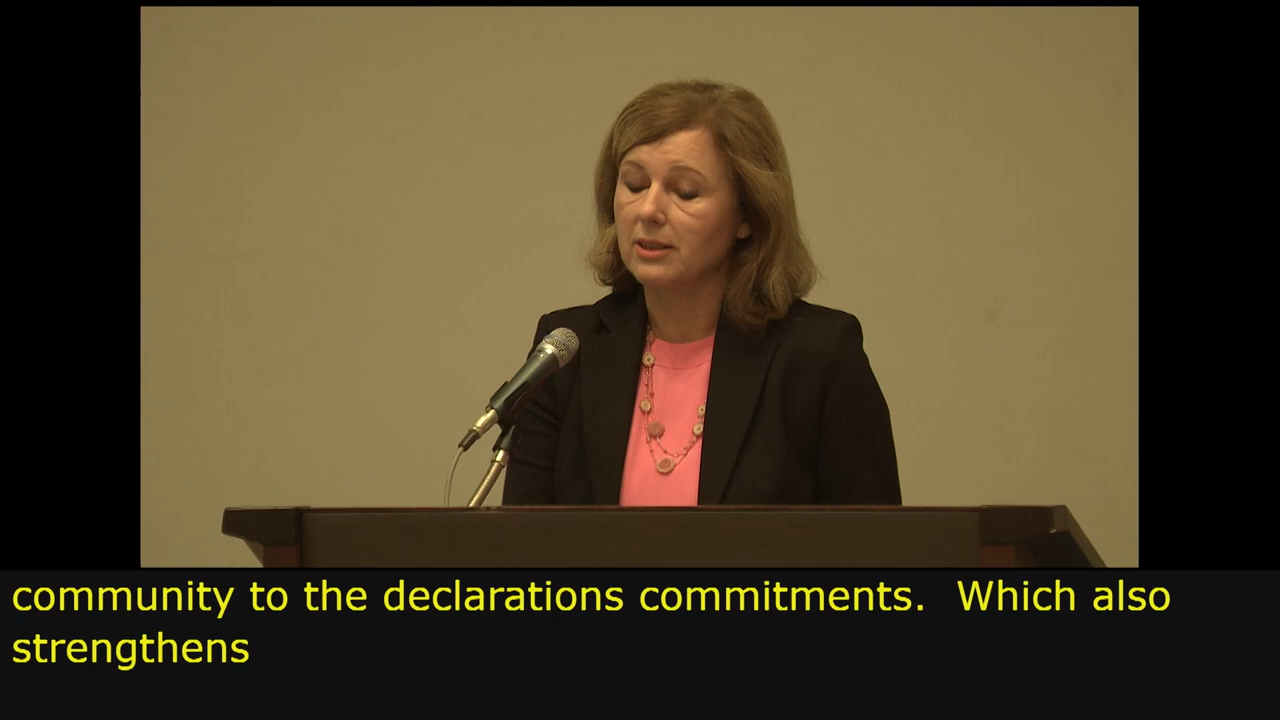 community to the declarations commitments.  Which also
strengthens